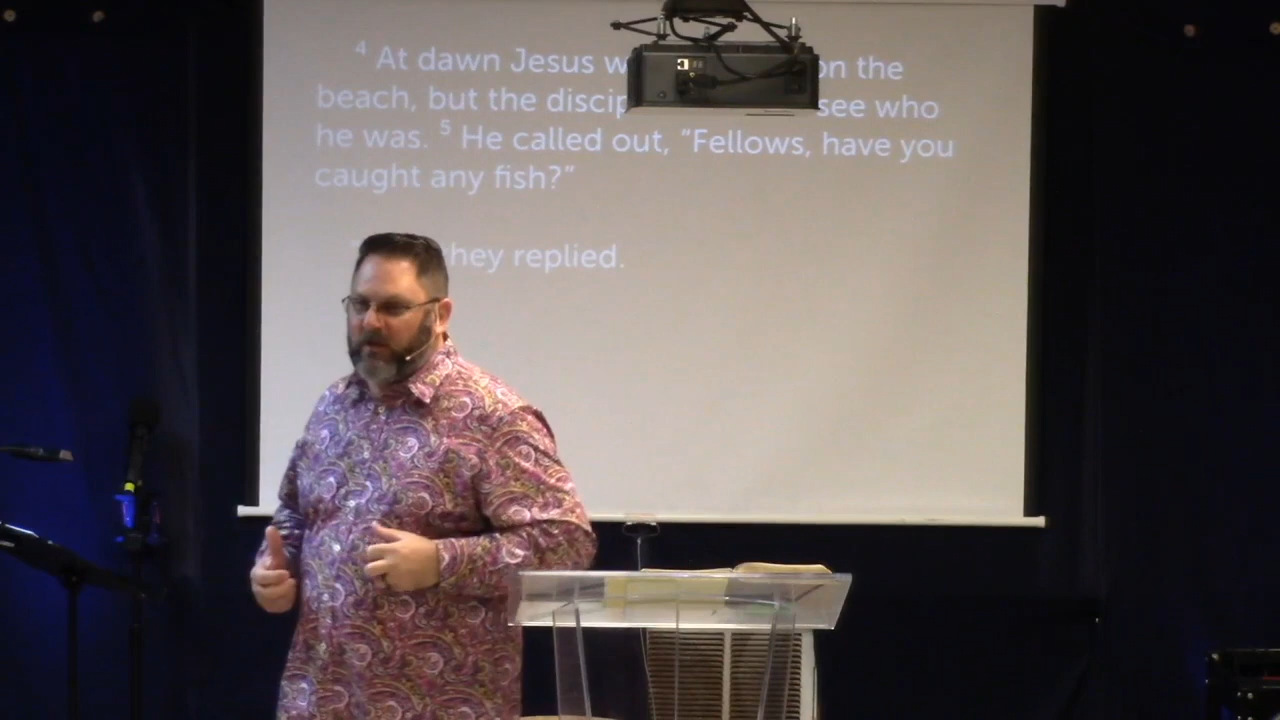 4 At dawn Jesus on the
beach, but the see who
he was. 5 He called out, “Fellows, have you
caught any fish?”
replied.